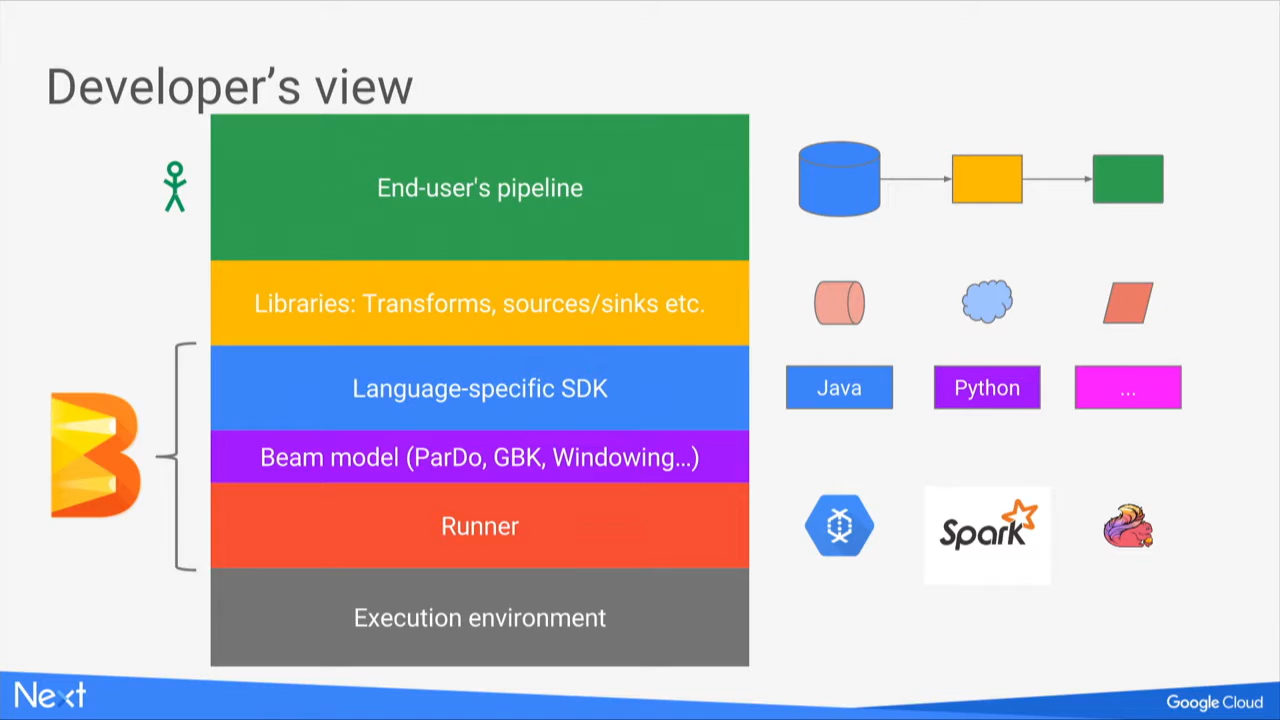 Developer's view
End-user's pipeline
Libraries: Transforms, sources/sinks etc.
Language-specific SDK
Java
Python
...
Beam model (ParDo, GBK, Windowing...)
Runner
Spark
Execution environment
Next
Google Cloud